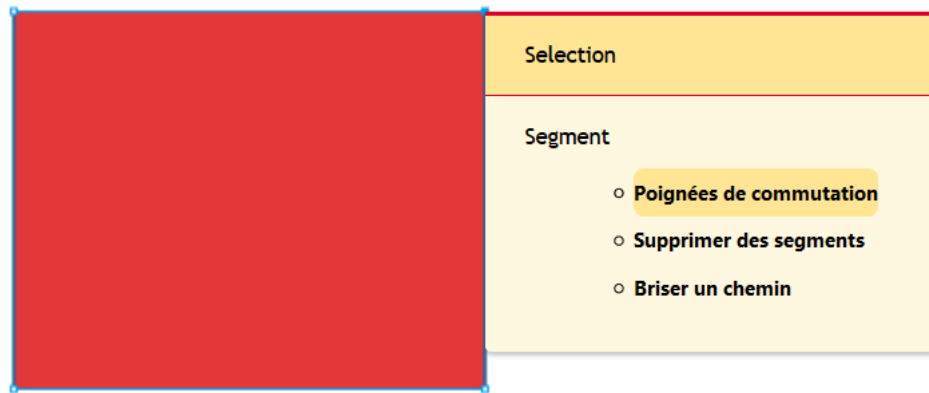 Selection
Segment
Poignées de commutation
Supprimer des segments
Briser un chemin